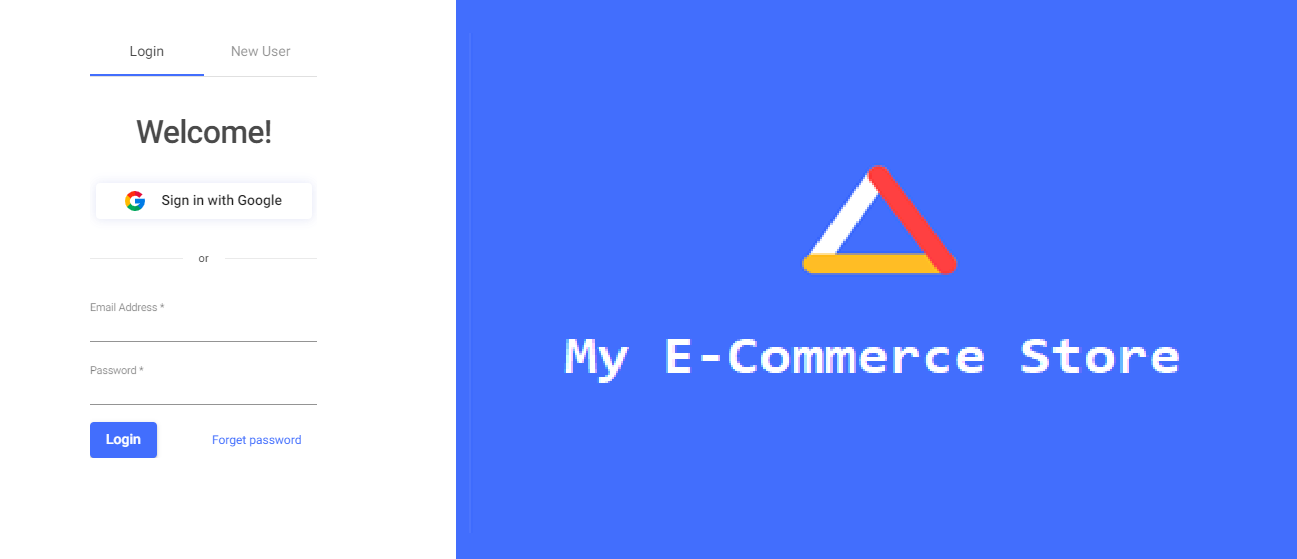 Login
New User
Welcome!
Sign in with Google
or
Email Address *
Password *
Login
Forget password
My E-Commerce Store